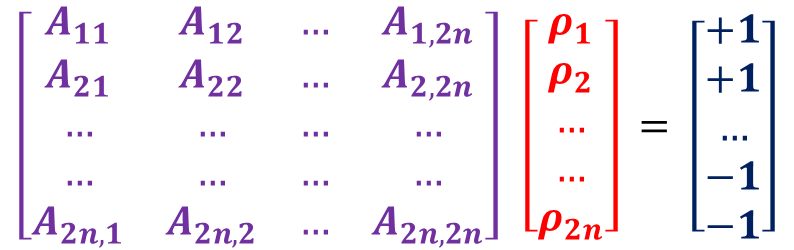 A₁₁ A₁₂ ... A₁,₂ₙ ρ₁ +1
A₂₁ A₂₂ ... A₂,₂ₙ ρ₂ +1
... ... ... ... ... = ...
... ... ... ... ... −1
A₂ₙ,₁ A₂ₙ,₂ ... A₂ₙ,₂ₙ ρ₂ₙ −1